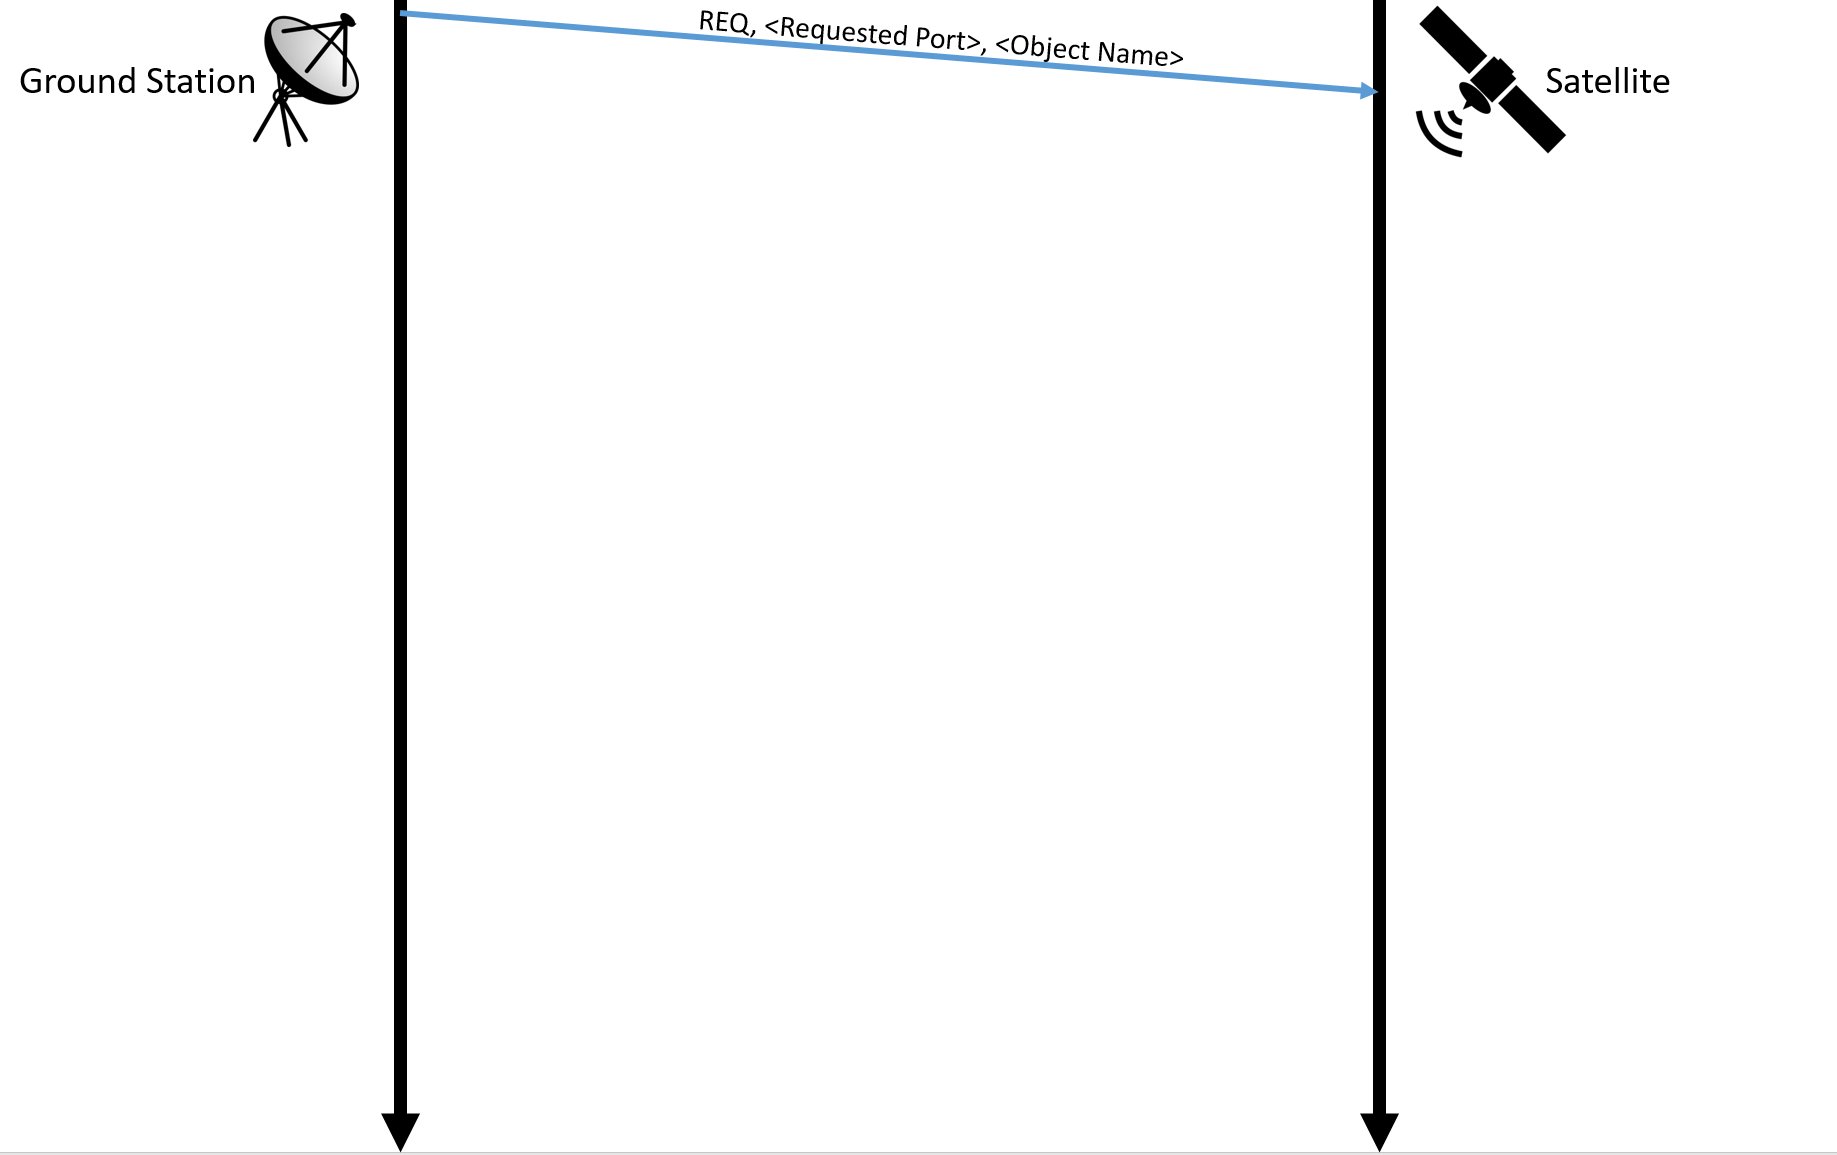 REQ, <Requested Port>, <Object Name>
Ground Station
Satellite